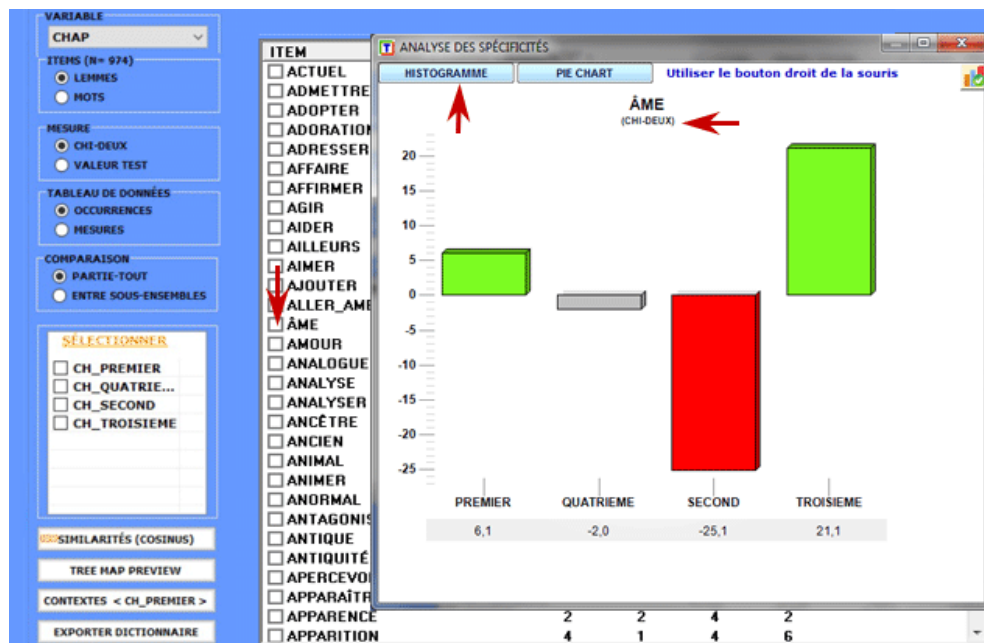 VARIABLE
CHAP
ITEMS (N= 974)
LEMMES
MOTS
MESURE
CHI-DEUX
VALEUR TEST
TABLEAU DE DONNÉES
OCCURRENCES
MESURES
COMPARAISON
PARTIE-TOUT
ENTRE SOUS-ENSEMBLES
SÉLECTIONNER
CH_PREMIER
CH_QUATRIE...
CH_SECOND
CH_TROISIEME
SIMILARITÉS (COSINUS)
TREE MAP PREVIEW
CONTEXTES < CH_PREMIER >
EXPORTER DICTIONNAIRE
ITEM
ACTUEL
ADMETTRE
ADOPTER
ADORATION
ADRESSER
AFFAIRE
AFFIRMER
AGIR
AIDER
AILLEURS
AIMER
AJOUTER
ALLER_AME
ÂME
AMOUR
ANALOGUE
ANALYSE
ANALYSER
ANCÊTRE
ANCIEN
ANIMAL
ANIMER
ANORMAL
ANTAGONIS
ANTIQUE
ANTIQUITÉ
APERCEVO
APPARAÎTR
APPARENCE 2 2 4 2
APPARITION 4 1 4 6
ANALYSE DES SPÉCIFICITÉS
HISTOGRAMME PIE CHART Utiliser le bouton droit de la souris
ÂME
(CHI-DEUX)
20
15
10
5
0
-5
-10
-15
-20
-25
PREMIER QUATRIEME SECOND TROISIEME
6,1 -2,0 -25,1 21,1